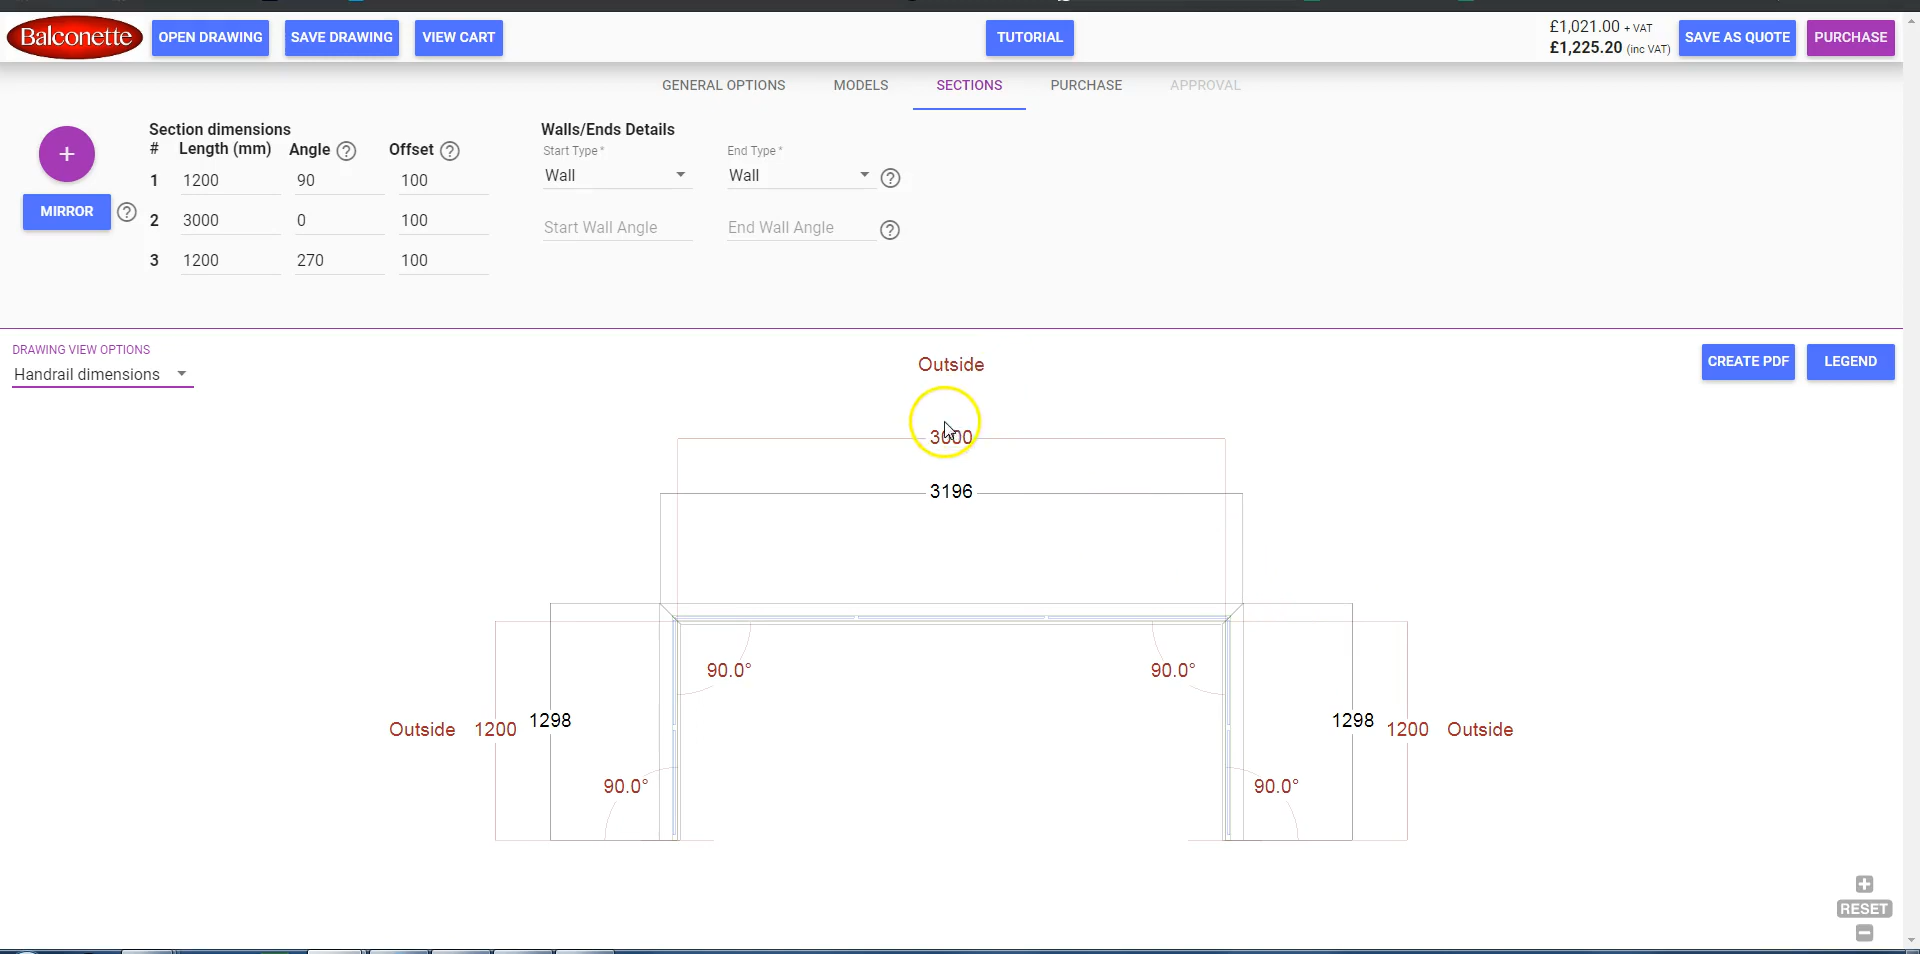 Balconette
OPEN DRAWING
SAVE DRAWING
VIEW CART
TUTORIAL
£1,021.00 + VAT
£1,225.20 (inc VAT)
SAVE AS QUOTE
PURCHASE
GENERAL OPTIONS
MODELS
SECTIONS
PURCHASE
APPROVAL
+
MIRROR
?
Section dimensions
# Length (mm) Angle ? Offset ?
1 1200 90 100
2 3000 0 100
3 1200 270 100
Walls/Ends Details
Start Type *
Wall
End Type *
Wall
?
Start Wall Angle
End Wall Angle
?
DRAWING VIEW OPTIONS
Handrail dimensions
CREATE PDF
LEGEND
Outside
3000
3196
90.0°
90.0°
Outside 1200 1298
1298 1200 Outside
90.0°
90.0°
RESET